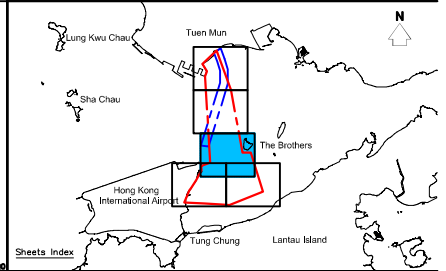 N
Tuen Mun
Lung Kwu Chau
Sha Chau
The Brothers
Hong Kong
International Airport
Tung Chung
Lantau Island
Sheets Index